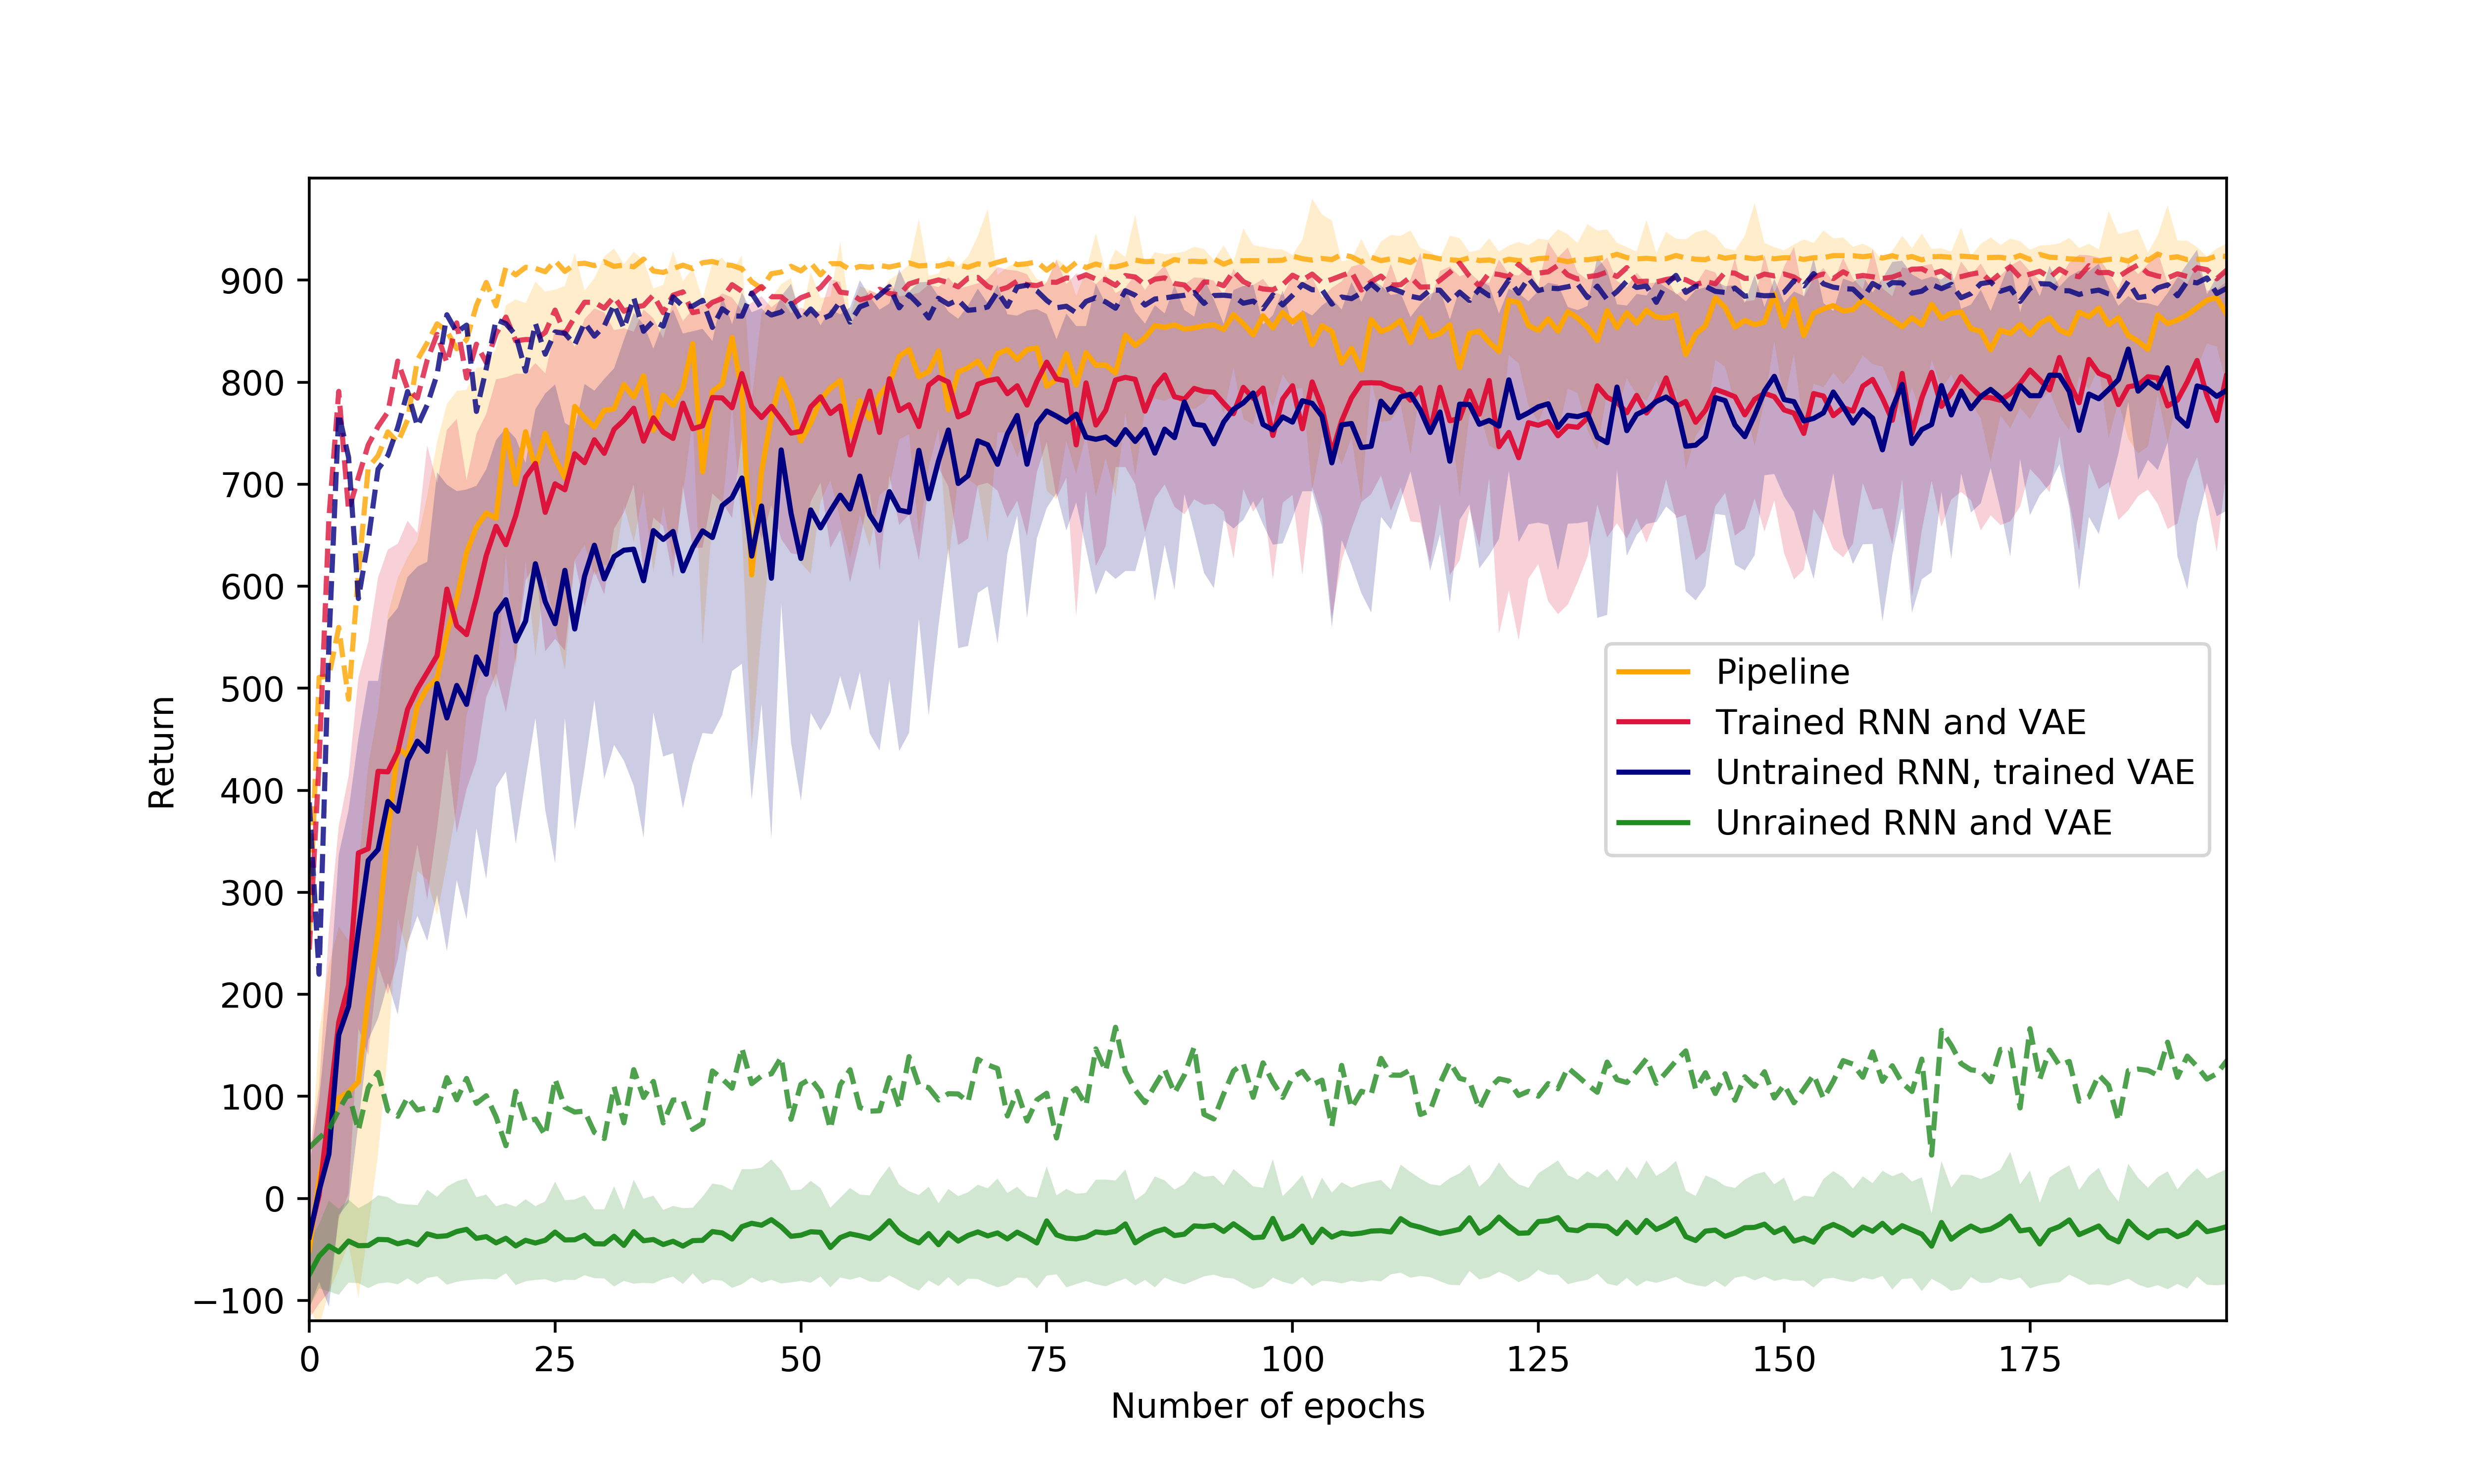 900
800
700
600
500
400
300
200
100
0
−100
Return
Pipeline
Trained RNN and VAE
Untrained RNN, trained VAE
Unrained RNN and VAE
0 25 50 75 100 125 150 175
Number of epochs